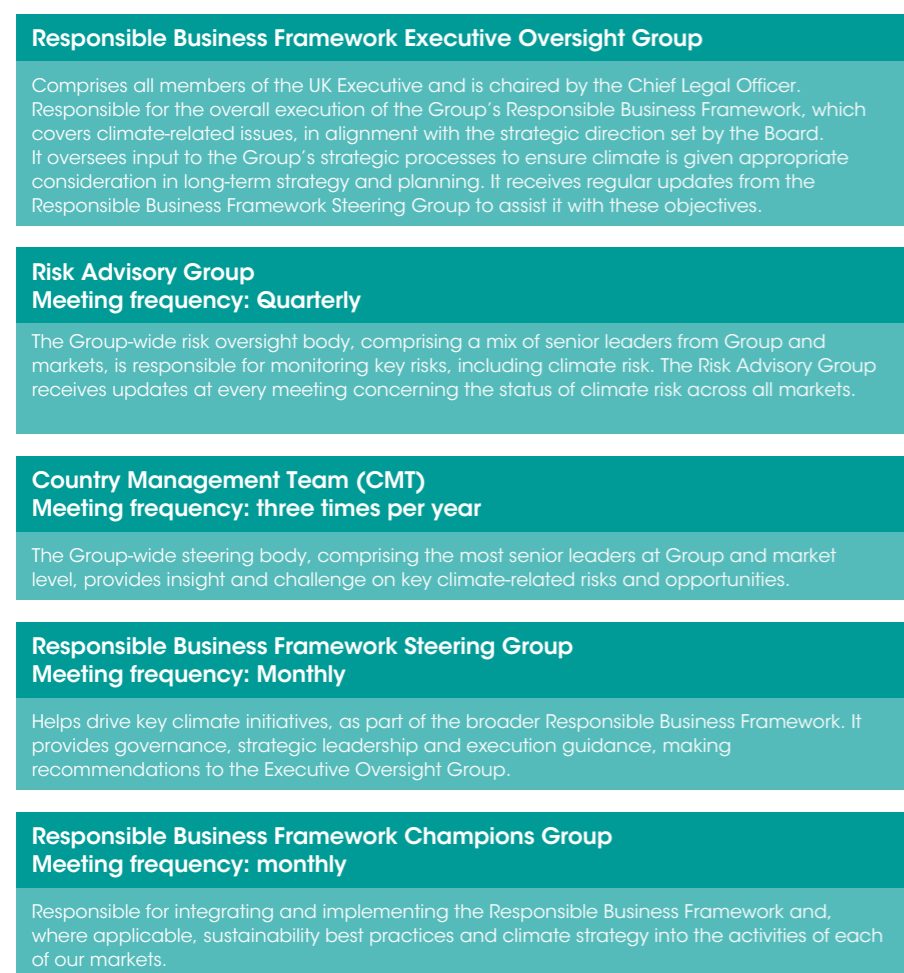 Responsible Business Framework Executive Oversight Group
Comprises all members of the UK Executive and is chaired by the Chief Legal Officer.
Responsible for the overall execution of the Group’s Responsible Business Framework, which
covers climate-related issues, in alignment with the strategic direction set by the Board.
It oversees input to the Group’s strategic processes to ensure climate is given appropriate
consideration in long-term strategy and planning. It receives regular updates from the
Responsible Business Framework Steering Group to assist it with these objectives.
Risk Advisory Group
Meeting frequency: Quarterly
The Group-wide risk oversight body, comprising a mix of senior leaders from Group and
markets, is responsible for monitoring key risks, including climate risk. The Risk Advisory Group
receives updates at every meeting concerning the status of climate risk across all markets.
Country Management Team (CMT)
Meeting frequency: three times per year
The Group-wide steering body, comprising the most senior leaders at Group and market
level, provides insight and challenge on key climate-related risks and opportunities.
Responsible Business Framework Steering Group
Meeting frequency: Monthly
Helps drive key climate initiatives, as part of the broader Responsible Business Framework. It
provides governance, strategic leadership and execution guidance, making
recommendations to the Executive Oversight Group.
Responsible Business Framework Champions Group
Meeting frequency: monthly
Responsible for integrating and implementing the Responsible Business Framework and,
where applicable, sustainability best practices and climate strategy into the activities of each
of our markets.